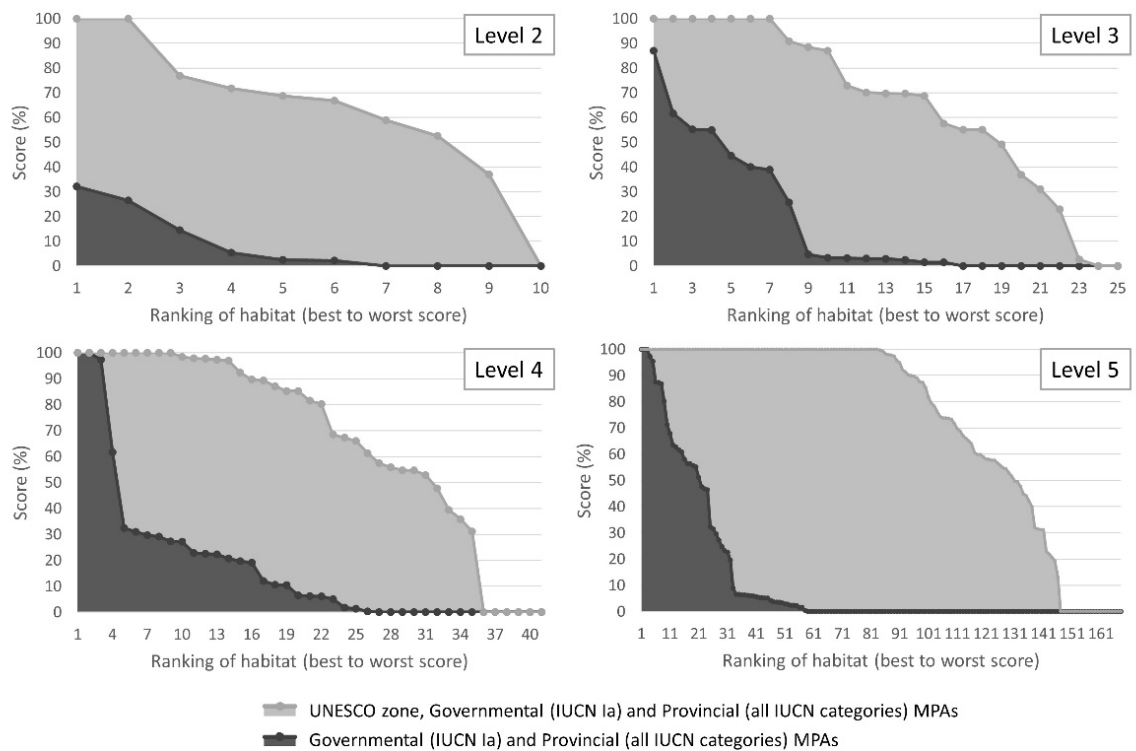 Level 2
100
90
80
70
60
50
40
30
20
10
0
Score (%)
1 2 3 4 5 6 7 8 9 10
Ranking of habitat (best to worst score)
Level 3
100
90
80
70
60
50
40
30
20
10
0
Score (%)
1 3 5 7 9 11 13 15 17 19 21 23 25
Ranking of habitat (best to worst score)
Level 4
100
90
80
70
60
50
40
30
20
10
0
Score (%)
1 4 7 10 13 16 19 22 25 28 31 34 37 40
Ranking of habitat (best to worst score)
Level 5
100
90
80
70
60
50
40
30
20
10
0
Score (%)
1 11 21 31 41 51 61 71 81 91 101 111 121 131 141 151 161
Ranking of habitat (best to worst score)
UNESCO zone, Governmental (IUCN Ia) and Provincial (all IUCN categories) MPAs
Governmental (IUCN Ia) and Provincial (all IUCN categories) MPAs